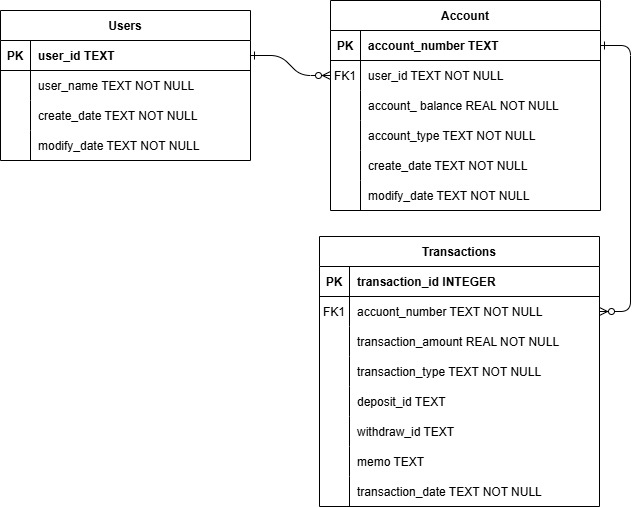 Users
PK user_id TEXT
user_name TEXT NOT NULL
create_date TEXT NOT NULL
modify_date TEXT NOT NULL
Account
PK account_number TEXT
FK1 user_id TEXT NOT NULL
account_ balance REAL NOT NULL
account_type TEXT NOT NULL
create_date TEXT NOT NULL
modify_date TEXT NOT NULL
Transactions
PK transaction_id INTEGER
FK1 accuont_number TEXT NOT NULL
transaction_amount REAL NOT NULL
transaction_type TEXT NOT NULL
deposit_id TEXT
withdraw_id TEXT
memo TEXT
transaction_date TEXT NOT NULL